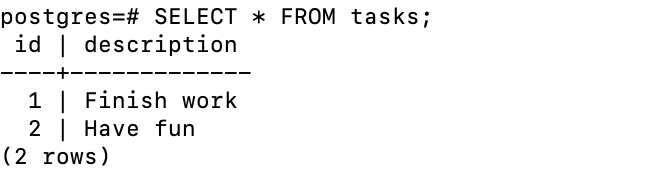 postgres=# SELECT * FROM tasks;
 id | description
----+-------------
  1 | Finish work
  2 | Have fun
(2 rows)